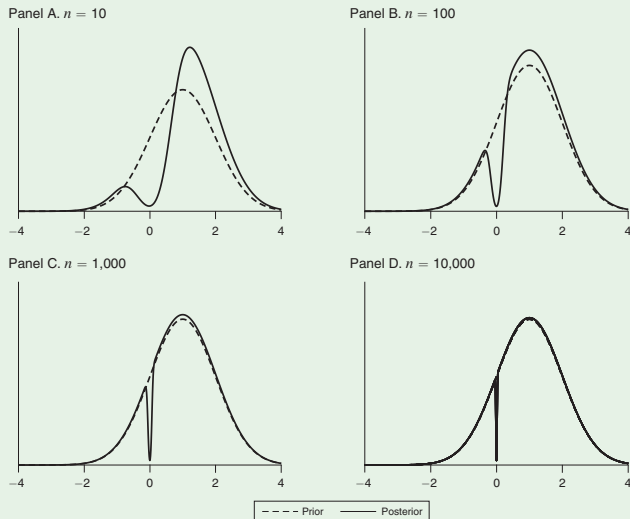 Panel A. n = 10
Panel B. n = 100
−4 −2 0 2 4
−4 −2 0 2 4
Panel C. n = 1,000
Panel D. n = 10,000
−4 −2 0 2 4
−4 −2 0 2 4
Prior Posterior